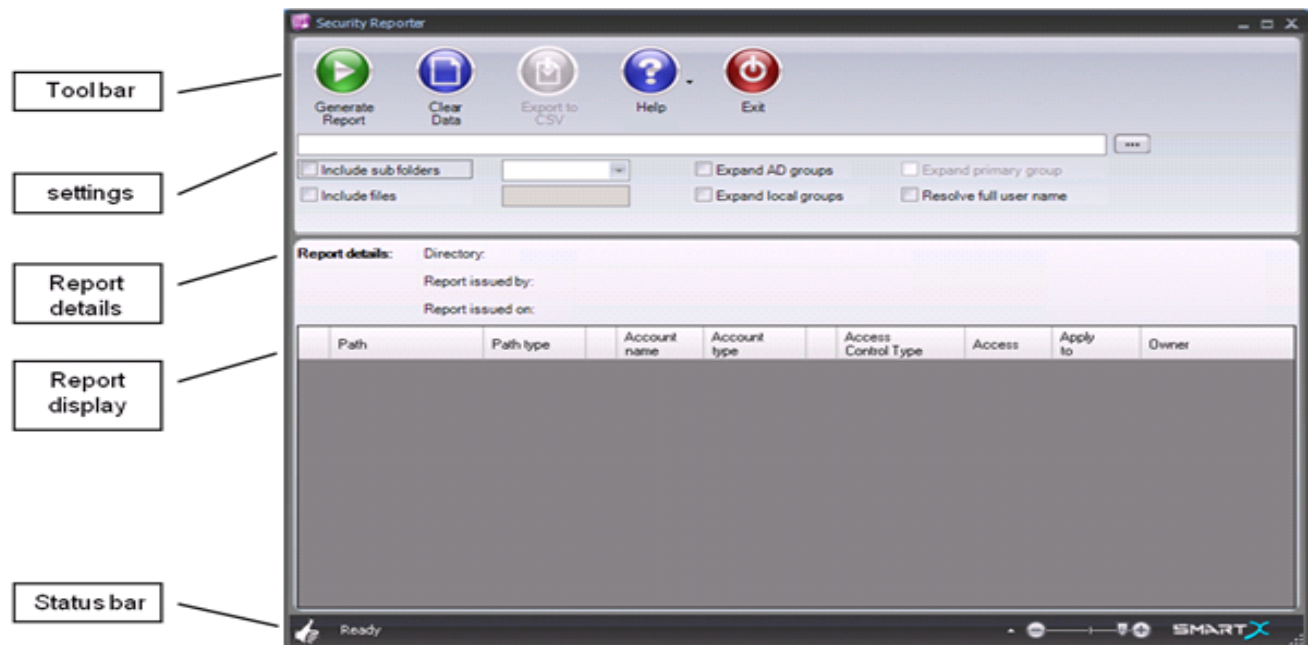 Security Reporter
Toolbar
Generate Report
Clear Data
Export to CSV
Help
Exit
...
settings
Include sub folders
Expand AD groups
Expand primary group
Include files
Expand local groups
Resolve full user name
Report details
Report details:
Directory:
Report issued by:
Report issued on:
Report display
Path
Path type
Account name
Account type
Access Control Type
Access
Apply to
Owner
Status bar
Ready
SMARTX